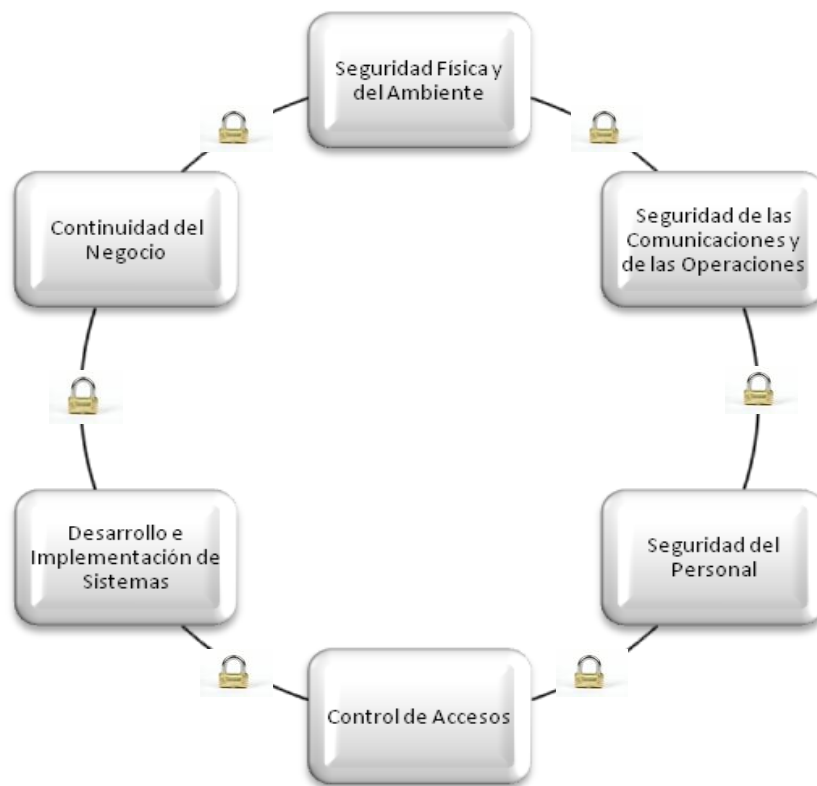 Seguridad Física y
del Ambiente
Seguridad de las
Comunicaciones y
de las Operaciones
Seguridad del
Personal
Control de Accesos
Desarrollo e
Implementación de
Sistemas
Continuidad del
Negocio